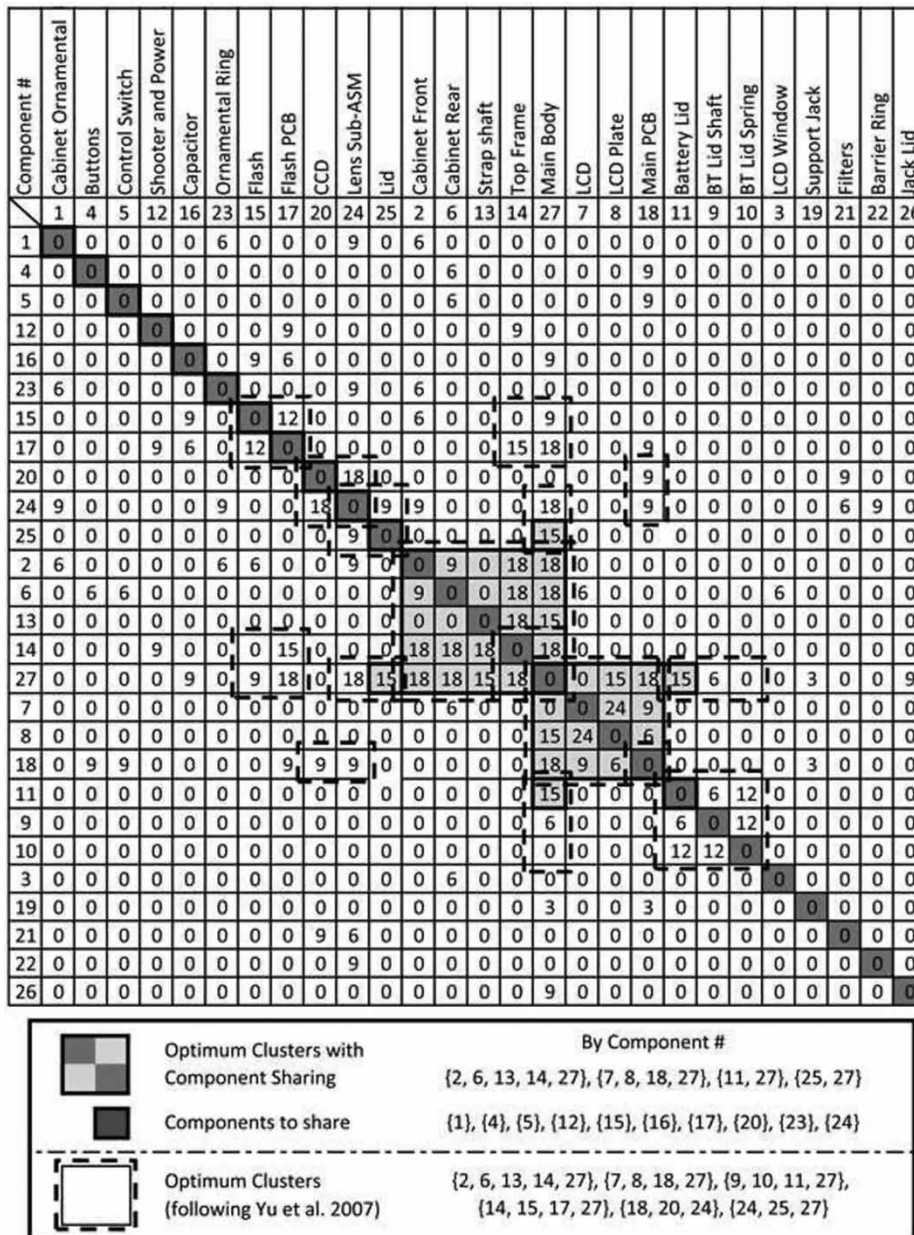 Component #
Cabinet Ornamental
Buttons
Control Switch
Shooter and Power
Capacitor
Ornamental Ring
Flash
Flash PCB
CCD
Lens Sub-ASM
Lid
Cabinet Front
Cabinet Rear
Strap shaft
Top Frame
Main Body
LCD
LCD Plate
Main PCB
Battery Lid
BT Lid Shaft
BT Lid Spring
LCD Window
Support Jack
Filters
Barrier Ring
Jack Lid
1 4 5 12 16 23 15 17 20 24 25 2 6 13 14 27 7 8 18 11 9 10 3 19 21 22 26
1 0 0 0 0 0 6 0 0 0 9 0 6 0 0 0 0 0 0 0 0 0 0 0 0 0 0 0
4 0 0 0 0 0 0 0 0 0 0 0 0 6 0 0 0 0 0 9 0 0 0 0 0 0 0 0
5 0 0 0 0 0 0 0 0 0 0 0 0 6 0 0 0 0 0 9 0 0 0 0 0 0 0 0
12 0 0 0 0 0 0 0 9 0 0 0 0 0 0 9 0 0 0 0 0 0 0 0 0 0 0 0
16 0 0 0 0 0 0 9 6 0 0 0 0 0 0 0 9 0 0 0 0 0 0 0 0 0 0 0
23 6 0 0 0 0 0 0 0 0 9 0 6 0 0 0 0 0 0 0 0 0 0 0 0 0 0 0
15 0 0 0 0 9 0 0 12 0 0 0 6 0 0 0 9 0 0 0 0 0 0 0 0 0 0 0
17 0 0 0 9 6 0 12 0 0 0 0 0 0 0 15 18 0 0 9 0 0 0 0 0 0 0 0
20 0 0 0 0 0 0 0 0 0 18 0 0 0 0 0 0 0 0 9 0 0 0 0 0 9 0 0
24 9 0 0 0 0 9 0 0 18 0 9 9 0 0 0 18 0 0 9 0 0 0 0 0 6 9 0
25 0 0 0 0 0 0 0 0 0 9 0 0 0 0 0 15 0 0 0 0 0 0 0 0 0 0 0
2 6 0 0 0 0 6 6 0 0 9 0 0 9 0 18 18 0 0 0 0 0 0 0 0 0 0 0
6 0 6 6 0 0 0 0 0 0 0 0 9 0 0 18 18 6 0 0 0 0 0 6 0 0 0 0
13 0 0 0 0 0 0 0 0 0 0 0 0 0 0 18 15 0 0 0 0 0 0 0 0 0 0 0
14 0 0 0 9 0 0 0 15 0 0 0 18 18 18 0 18 0 0 0 0 0 0 0 0 0 0 0
27 0 0 0 0 9 0 9 18 0 18 15 18 18 15 18 0 0 15 18 15 6 0 0 3 0 0 9
7 0 0 0 0 0 0 0 0 0 0 0 0 6 0 0 0 0 24 9 0 0 0 0 0 0 0 0
8 0 0 0 0 0 0 0 0 0 0 0 0 0 0 0 15 24 0 6 0 0 0 0 0 0 0 0
18 0 9 9 0 0 0 0 9 9 9 0 0 0 0 0 18 9 6 0 0 0 0 0 3 0 0 0
11 0 0 0 0 0 0 0 0 0 0 0 0 0 0 0 15 0 0 0 0 6 12 0 0 0 0 0
9 0 0 0 0 0 0 0 0 0 0 0 0 0 0 0 6 0 0 0 6 0 12 0 0 0 0 0
10 0 0 0 0 0 0 0 0 0 0 0 0 0 0 0 0 0 0 0 12 12 0 0 0 0 0 0
3 0 0 0 0 0 0 0 0 0 0 0 0 6 0 0 0 0 0 0 0 0 0 0 0 0 0 0
19 0 0 0 0 0 0 0 0 0 0 0 0 0 0 0 3 0 0 3 0 0 0 0 0 0 0 0
21 0 0 0 0 0 0 0 0 9 6 0 0 0 0 0 0 0 0 0 0 0 0 0 0 0 0 0
22 0 0 0 0 0 0 0 0 0 9 0 0 0 0 0 0 0 0 0 0 0 0 0 0 0 0 0
26 0 0 0 0 0 0 0 0 0 0 0 0 0 0 0 9 0 0 0 0 0 0 0 0 0 0 0
By Component #
Optimum Clusters with
Component Sharing
{2, 6, 13, 14, 27}, {7, 8, 18, 27}, {11, 27}, {25, 27}
Components to share
{1}, {4}, {5}, {12}, {15}, {16}, {17}, {20}, {23}, {24}
Optimum Clusters
(following Yu et al. 2007)
{2, 6, 13, 14, 27}, {7, 8, 18, 27}, {9, 10, 11, 27},
{14, 15, 17, 27}, {18, 20, 24}, {24, 25, 27}